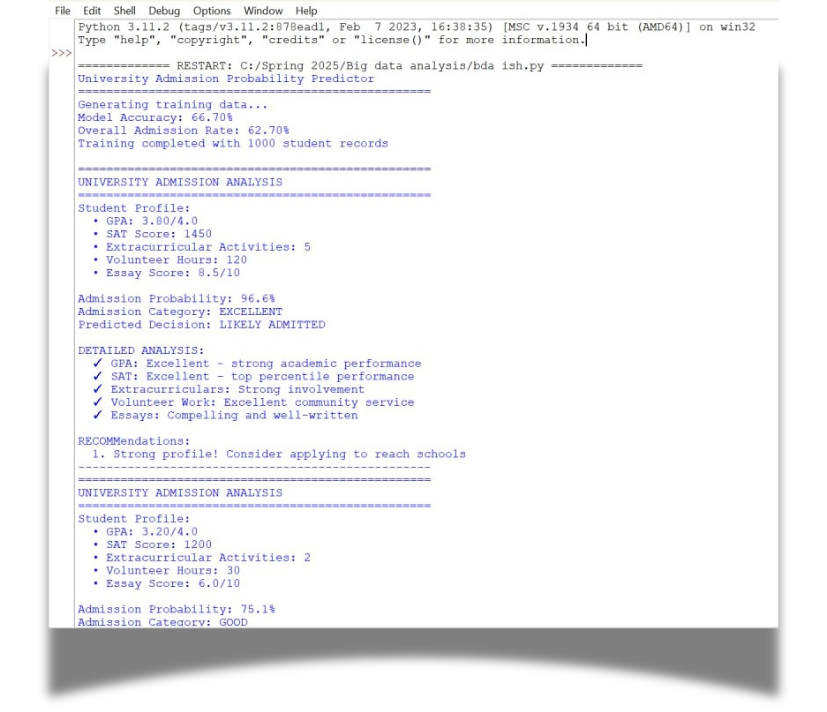 File Edit Shell Debug Options Window Help
Python 3.11.2 (tags/v3.11.2:878ead1, Feb 7 2023, 16:38:35) [MSC v.1934 64 bit (AMD64)] on win32
Type "help", "copyright", "credits" or "license()" for more information.
>>>
============= RESTART: C:/Spring 2025/Big data analysis/bda ish.py =============
University Admission Probability Predictor
==================================================
Generating training data...
Model Accuracy: 66.70%
Overall Admission Rate: 62.70%
Training completed with 1000 student records
==================================================
UNIVERSITY ADMISSION ANALYSIS
==================================================
Student Profile:
• GPA: 3.80/4.0
• SAT Score: 1450
• Extracurricular Activities: 5
• Volunteer Hours: 120
• Essay Score: 8.5/10
Admission Probability: 96.6%
Admission Category: EXCELLENT
Predicted Decision: LIKELY ADMITTED
DETAILED ANALYSIS:
✓ GPA: Excellent - strong academic performance
✓ SAT: Excellent - top percentile performance
✓ Extracurriculars: Strong involvement
✓ Volunteer Work: Excellent community service
✓ Essays: Compelling and well-written
RECOMMendations:
1. Strong profile! Consider applying to reach schools
--------------------------------------------------
==================================================
UNIVERSITY ADMISSION ANALYSIS
==================================================
Student Profile:
• GPA: 3.20/4.0
• SAT Score: 1200
• Extracurricular Activities: 2
• Volunteer Hours: 30
• Essay Score: 6.0/10
Admission Probability: 75.1%
Admission Category: GOOD